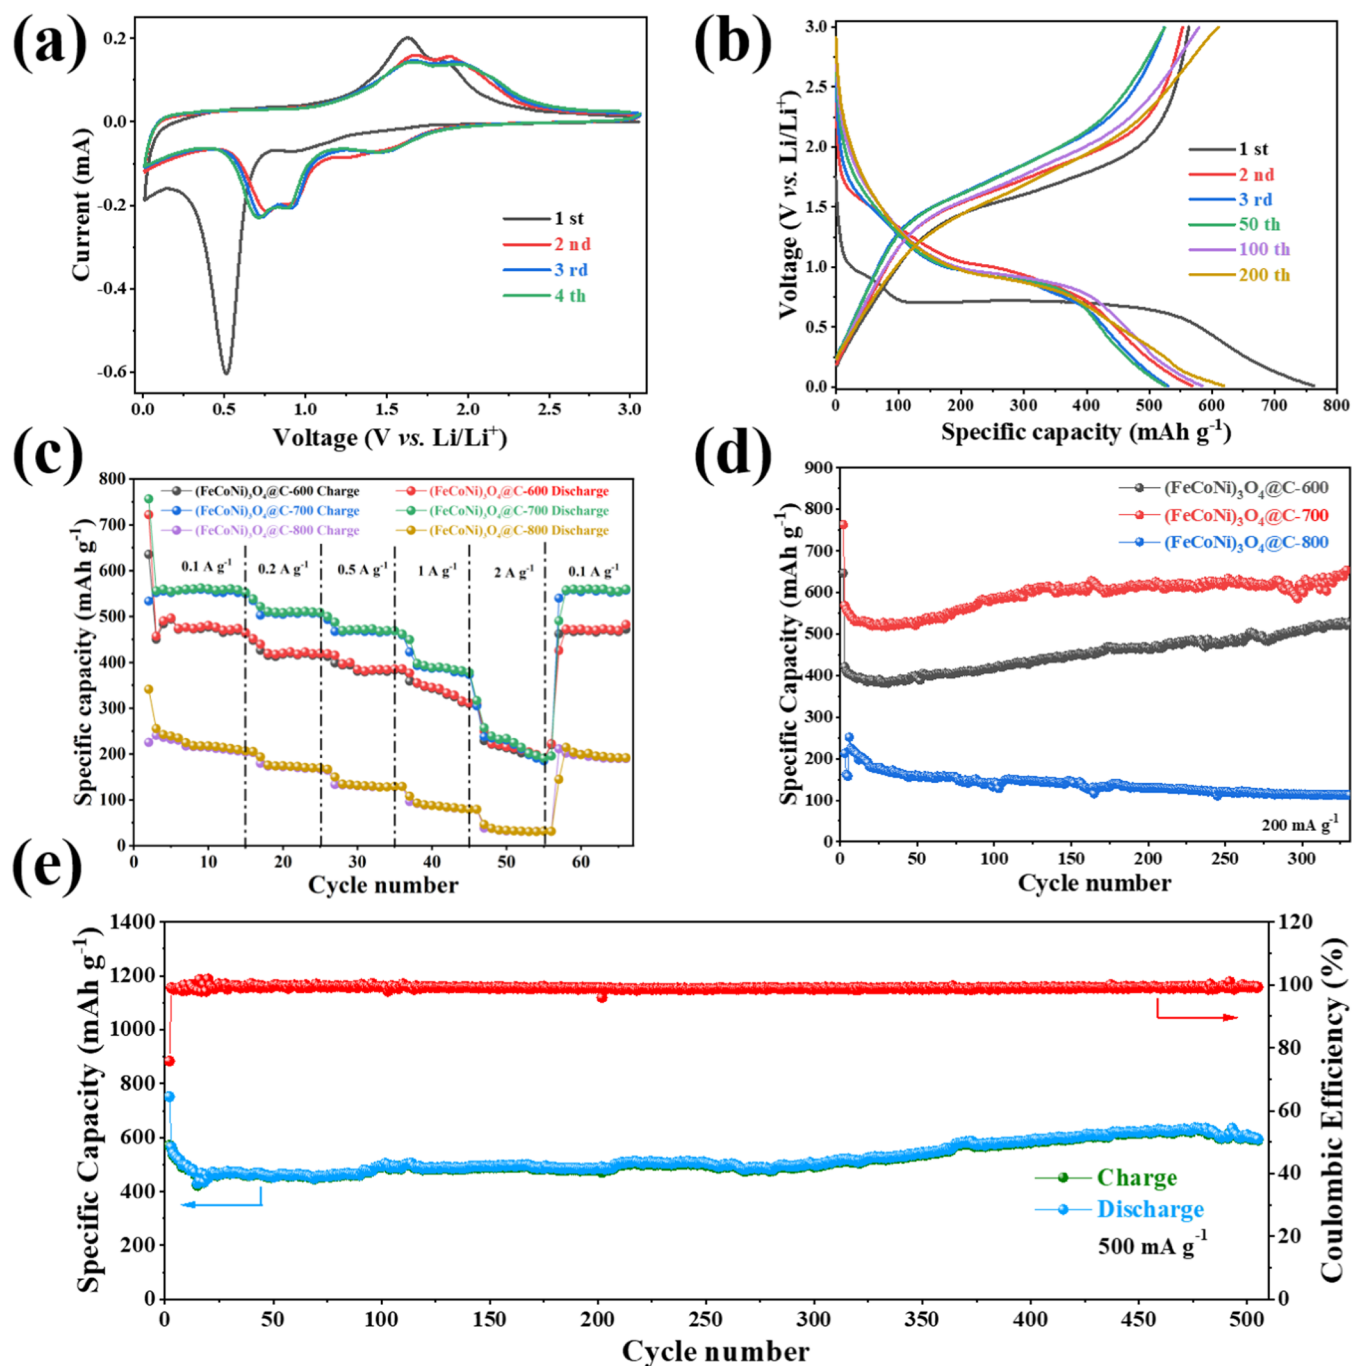 (a)
0.2
0.0
-0.2
-0.4
-0.6
Current (mA)
1 st
2 nd
3 rd
4 th
0.0 0.5 1.0 1.5 2.0 2.5 3.0
Voltage (V vs. Li/Li⁺)
(b)
3.0
2.5
2.0
1.5
1.0
0.5
0.0
Voltage (V vs. Li/Li⁺)
1 st
2 nd
3 rd
50 th
100 th
200 th
0 100 200 300 400 500 600 700 800
Specific capacity (mAh g⁻¹)
(c)
800
700
600
500
400
300
200
100
0
Specific capacity (mAh g⁻¹)
(FeCoNi)₃O₄@C-600 Charge
(FeCoNi)₃O₄@C-600 Discharge
(FeCoNi)₃O₄@C-700 Charge
(FeCoNi)₃O₄@C-700 Discharge
(FeCoNi)₃O₄@C-800 Charge
(FeCoNi)₃O₄@C-800 Discharge
0.1 A g⁻¹ 0.2 A g⁻¹ 0.5 A g⁻¹ 1 A g⁻¹ 2 A g⁻¹ 0.1 A g⁻¹
0 10 20 30 40 50 60
Cycle number
(d)
900
800
700
600
500
400
300
200
100
0
Specific Capacity (mAh g⁻¹)
(FeCoNi)₃O₄@C-600
(FeCoNi)₃O₄@C-700
(FeCoNi)₃O₄@C-800
200 mA g⁻¹
0 50 100 150 200 250 300
Cycle number
(e)
1400
1200
1000
800
600
400
200
0
Specific Capacity (mAh g⁻¹)
120
100
80
60
40
20
0
Coulombic Efficiency (%)
Charge
Discharge
500 mA g⁻¹
0 50 100 150 200 250 300 350 400 450 500
Cycle number